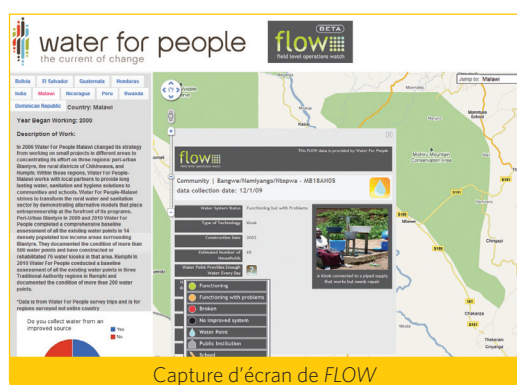 water for people
the current of change
BETA
flow
field level operations watch
Bolivia El Salvador Guatemala Honduras
India Malawi Nicaragua Peru Rwanda
Dominican Republic Country: Malawi
Year Began Working: 2000
Description of Work:
In 2006 Water For People Malawi changed its strategy
from working on small projects in different areas to
concentrating its effort on three regions: peri-urban
Blantyre, the rural districts of Chikhwawa, and
Rumphi. Within these regions, Water For People-
Malawi works with local partners to provide long
lasting water, sanitation and hygiene solutions to
communities and schools. Water For People-Malawi
strives to transform the rural water and sanitation
sector by demonstrating alternative models that place
entrepreneurship at the forefront of its programs.
Peri-Urban Blantyre in 2009 and 2010 Water For
People completed a comprehensive baseline
assessment of all the existing water points in 14
densely populated low income areas surrounding
Blantyre. They documented the condition of more than
500 water points and have constructed or
rehabilitated 76 water kiosks in that area. Rumphi in
2010 Water For People conducted a baseline
assessment of all the existing water points in three
Traditional Authority regions in Rumphi and
documented the condition of more than 200 water
points.
*Data is from Water For People survey trips and is for
regions surveyed not entire country
Do you collect water from an
improved source
Yes
No
Jump to: Malawi
Michiru Mountain
Conservation Area
Chingazi
flow
This FLOW data is provided by Water For People
Community | Bangwe/Namiyango/Ntopwa - MB18AHG5
data collection date: 12/1/09
Water System Status Functioning but with Problems
Type of Technology Kiosk
Construction Date 2003
Estimated Number of
Households
Water Point Provides Enough
Water Every Day
A kiosk connected to a piped supply
that works but needs repair
Functioning
Functioning with problems
Broken
No improved system
Water Point
Public Institution
School
Capture d'écran de FLOW